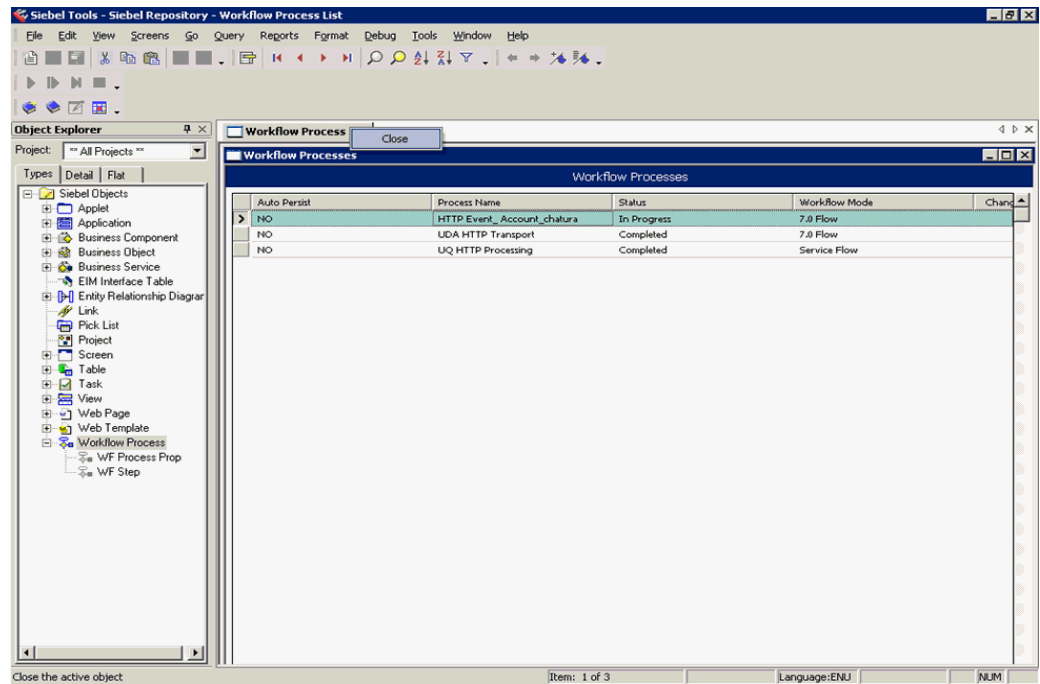 Siebel Tools - Siebel Repository - Workflow Process List
File Edit View Screens Go Query Reports Format Debug Tools Window Help
Object Explorer
Project: ** All Projects **
Types Detail Flat
Siebel Objects
Applet
Application
Business Component
Business Object
Business Service
EIM Interface Table
Entity Relationship Diagrar
Link
Pick List
Project
Screen
Table
Task
View
Web Page
Web Template
Workflow Process
WF Process Prop
WF Step
Workflow Process
Close
Workflow Processes
Workflow Processes
Auto Persist Process Name Status Workflow Mode Chang
NO HTTP Event_ Account_chatura In Progress 7.0 Flow
NO UDA HTTP Transport Completed 7.0 Flow
NO UQ HTTP Processing Completed Service Flow
Close the active object Item: 1 of 3 Language:ENU NUM